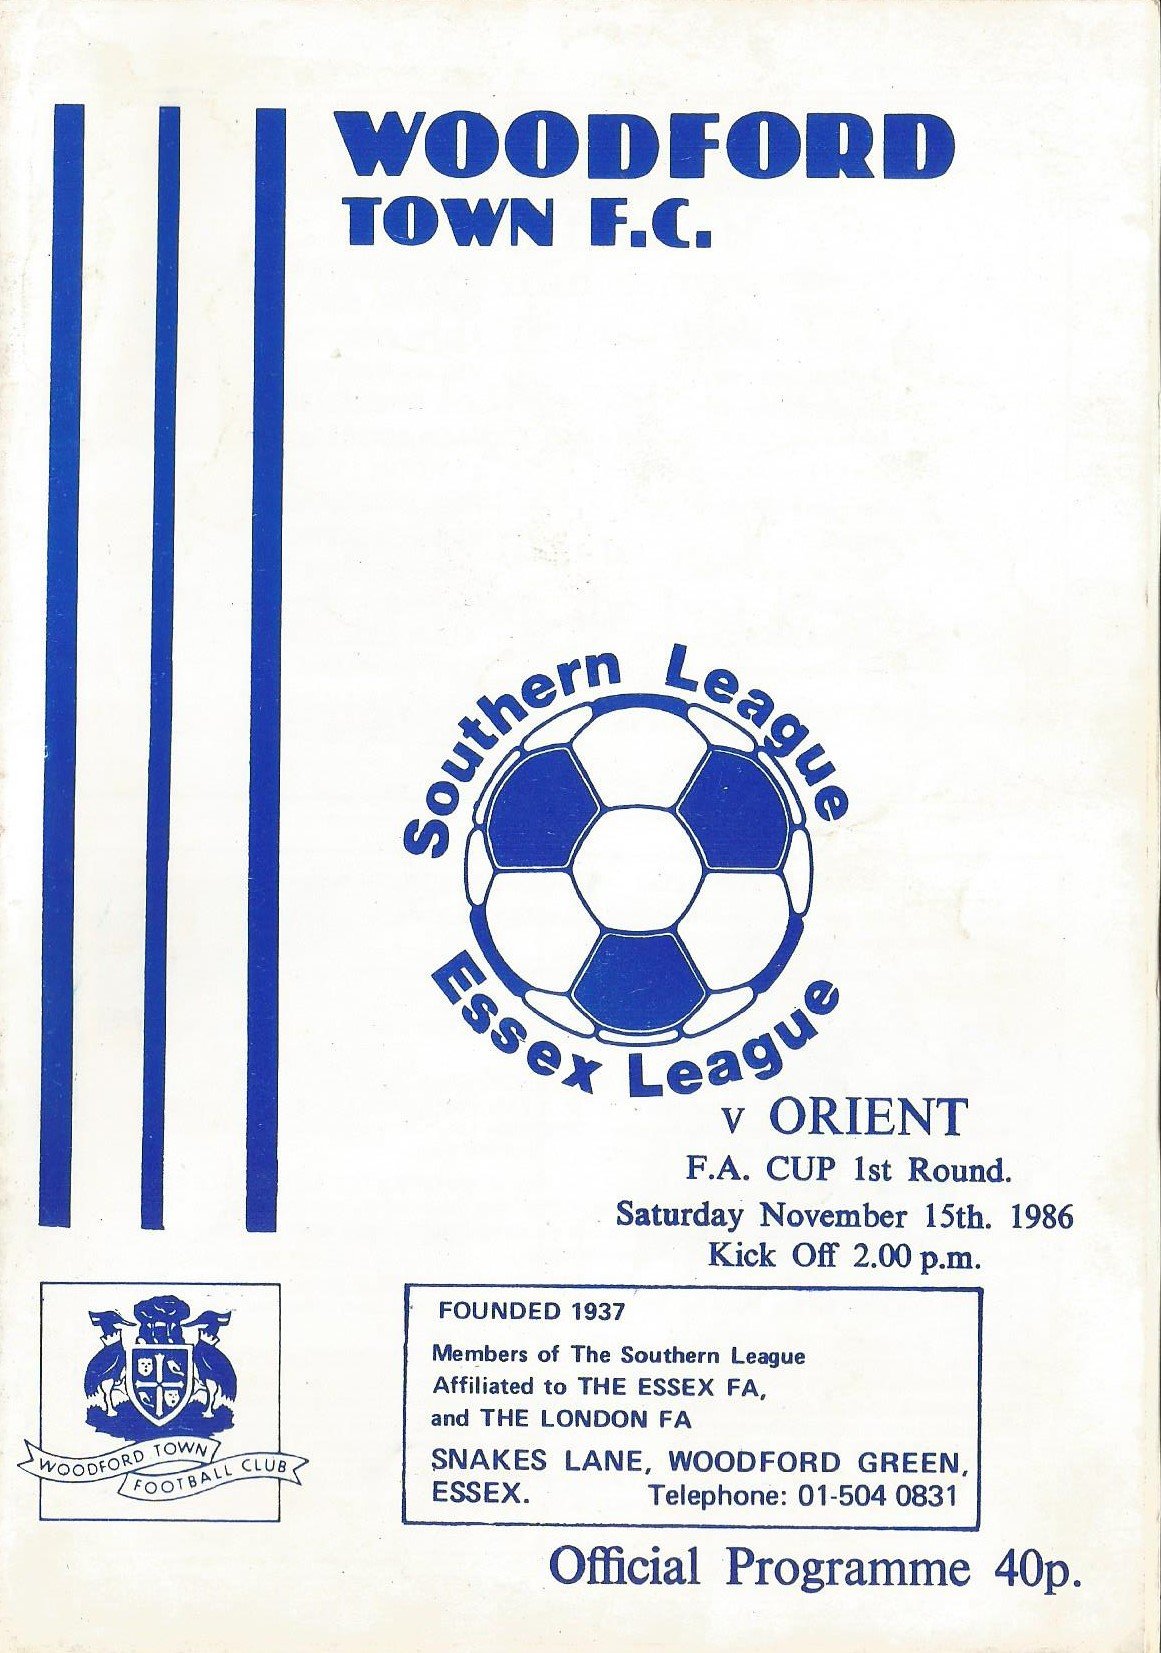 WOODFORD
TOWN F.C.
Southern League
Essex League
v ORIENT
F.A. CUP 1st Round.
Saturday November 15th. 1986
Kick Off 2.00 p.m.
FOUNDED 1937
Members of The Southern League
Affiliated to THE ESSEX FA,
and THE LONDON FA
SNAKES LANE, WOODFORD GREEN,
ESSEX. Telephone: 01-504 0831
WOODFORD TOWN
FOOTBALL CLUB
Official Programme 40p.